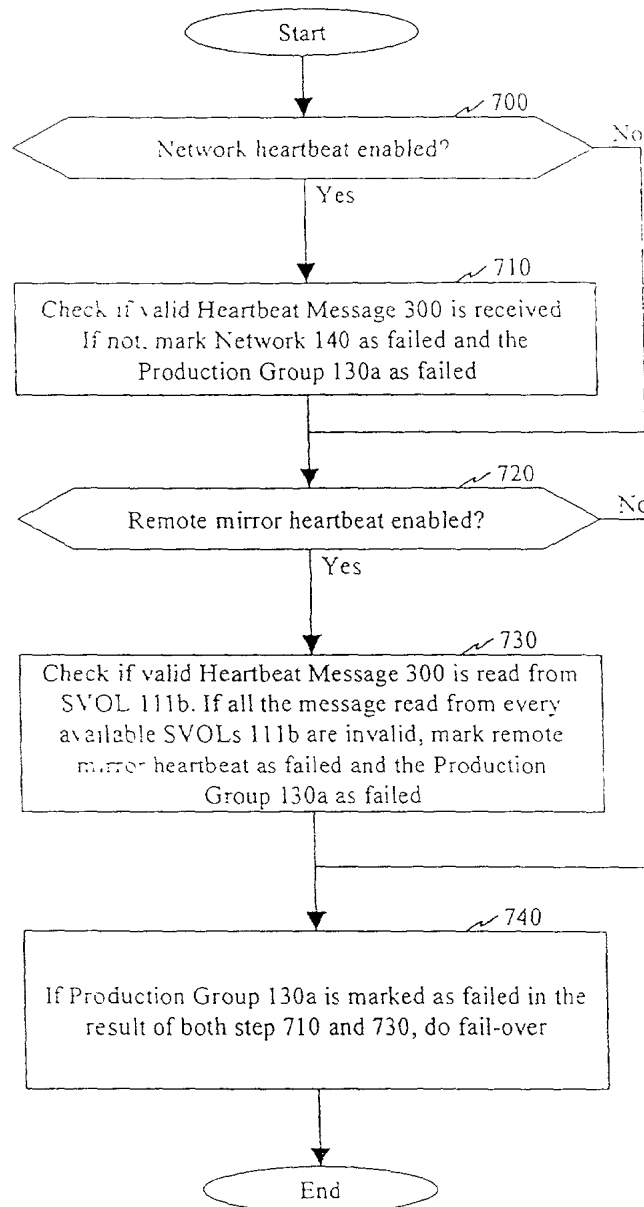 Start
700
Network heartbeat enabled?
No
Yes
710
Check if valid Heartbeat Message 300 is received
If not, mark Network 140 as failed and the
Production Group 130a as failed
720
Remote mirror heartbeat enabled?
No
Yes
730
Check if valid Heartbeat Message 300 is read from
SVOL 111b. If all the message read from every
available SVOLs 111b are invalid, mark remote
mirror heartbeat as failed and the Production
Group 130a as failed
740
If Production Group 130a is marked as failed in the
result of both step 710 and 730, do fail-over
End